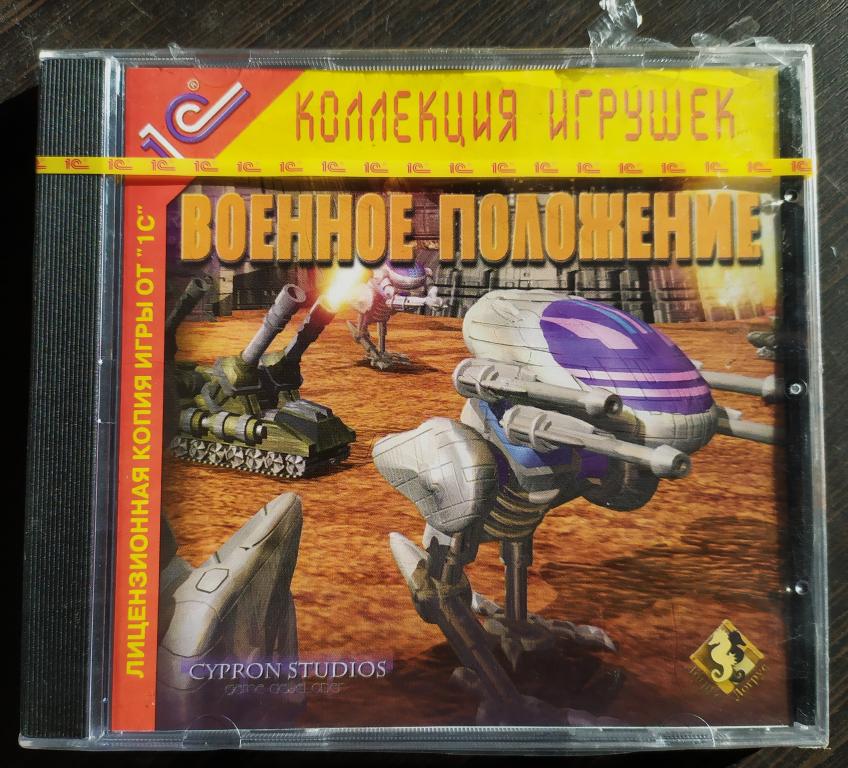 1С®
КОЛЛЕКЦИЯ ИГРУШЕК
1С 1С 1С 1С 1С 1С 1С 1С 1С 1С 1С 1С 1С 1С 1С 1С 1С 1С 1С
ВОЕННОЕ ПОЛОЖЕНИЕ
ЛИЦЕНЗИОННАЯ КОПИЯ ИГРЫ ОТ "1С"
CYPRON STUDIOS
game developer
Логрус